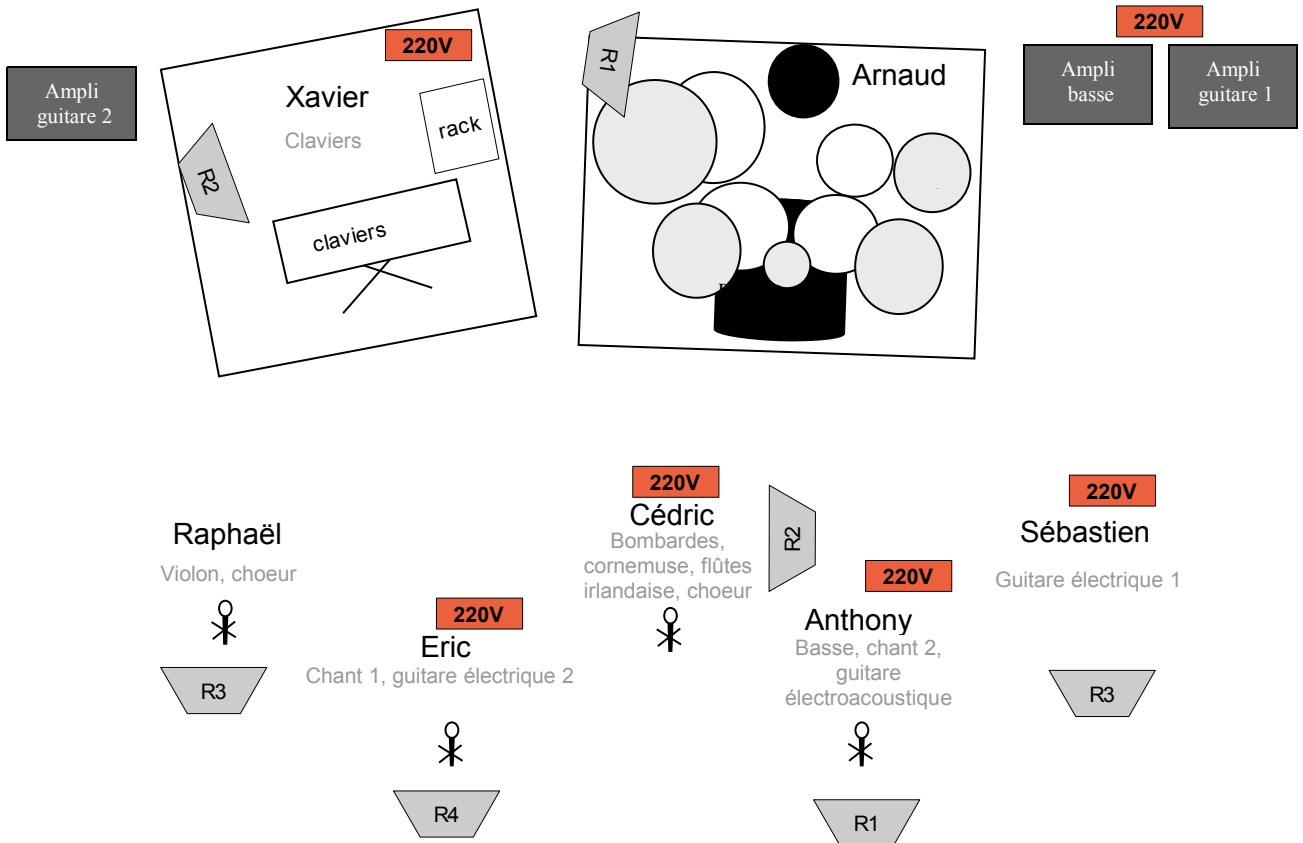 220V
220V
Ampli
guitare 2
Xavier
Claviers
rack
R2
claviers
R1
Arnaud
Ampli
basse
Ampli
guitare 1
220V
Cédric
Bombardes,
cornemuse, flûtes
irlandaise, choeur
R2
220V
Sébastien
Guitare électrique 1
R3
Raphaël
Violon, choeur
R3
220V
Eric
Chant 1, guitare électrique 2
R4
220V
Anthony
Basse, chant 2,
guitare
électroacoustique
R1